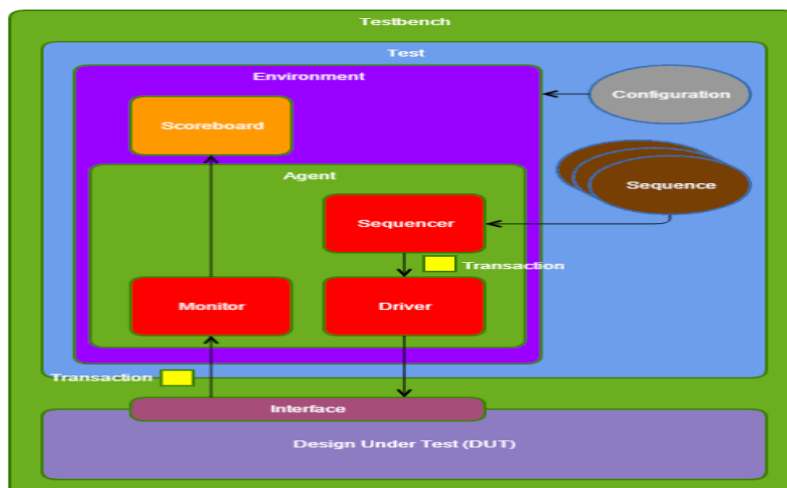 Testbench
Test
Environment
Configuration
Scoreboard
Agent
Sequence
Sequencer
Transaction
Monitor
Driver
Transaction
Interface
Design Under Test (DUT)